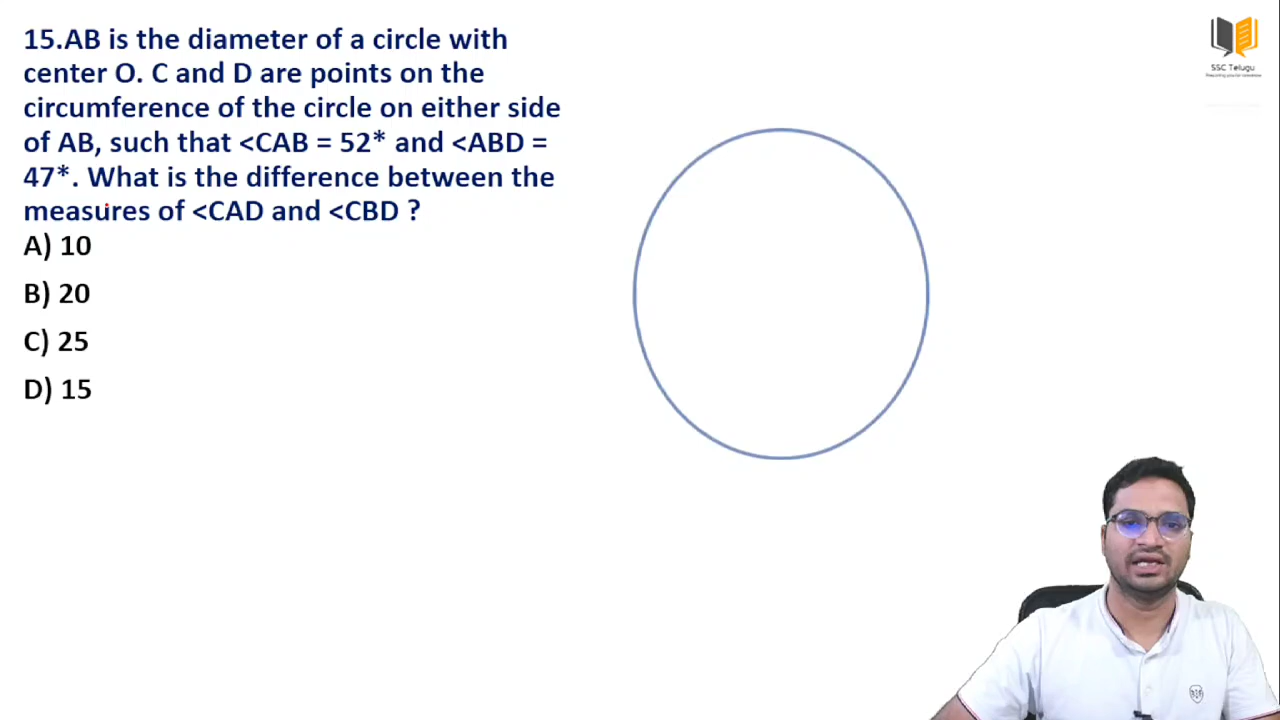 15.AB is the diameter of a circle with
center O. C and D are points on the
circumference of the circle on either side
of AB, such that <CAB = 52* and <ABD =
47*. What is the difference between the
measures of <CAD and <CBD ?
A) 10
B) 20
C) 25
D) 15
SSC Telugu